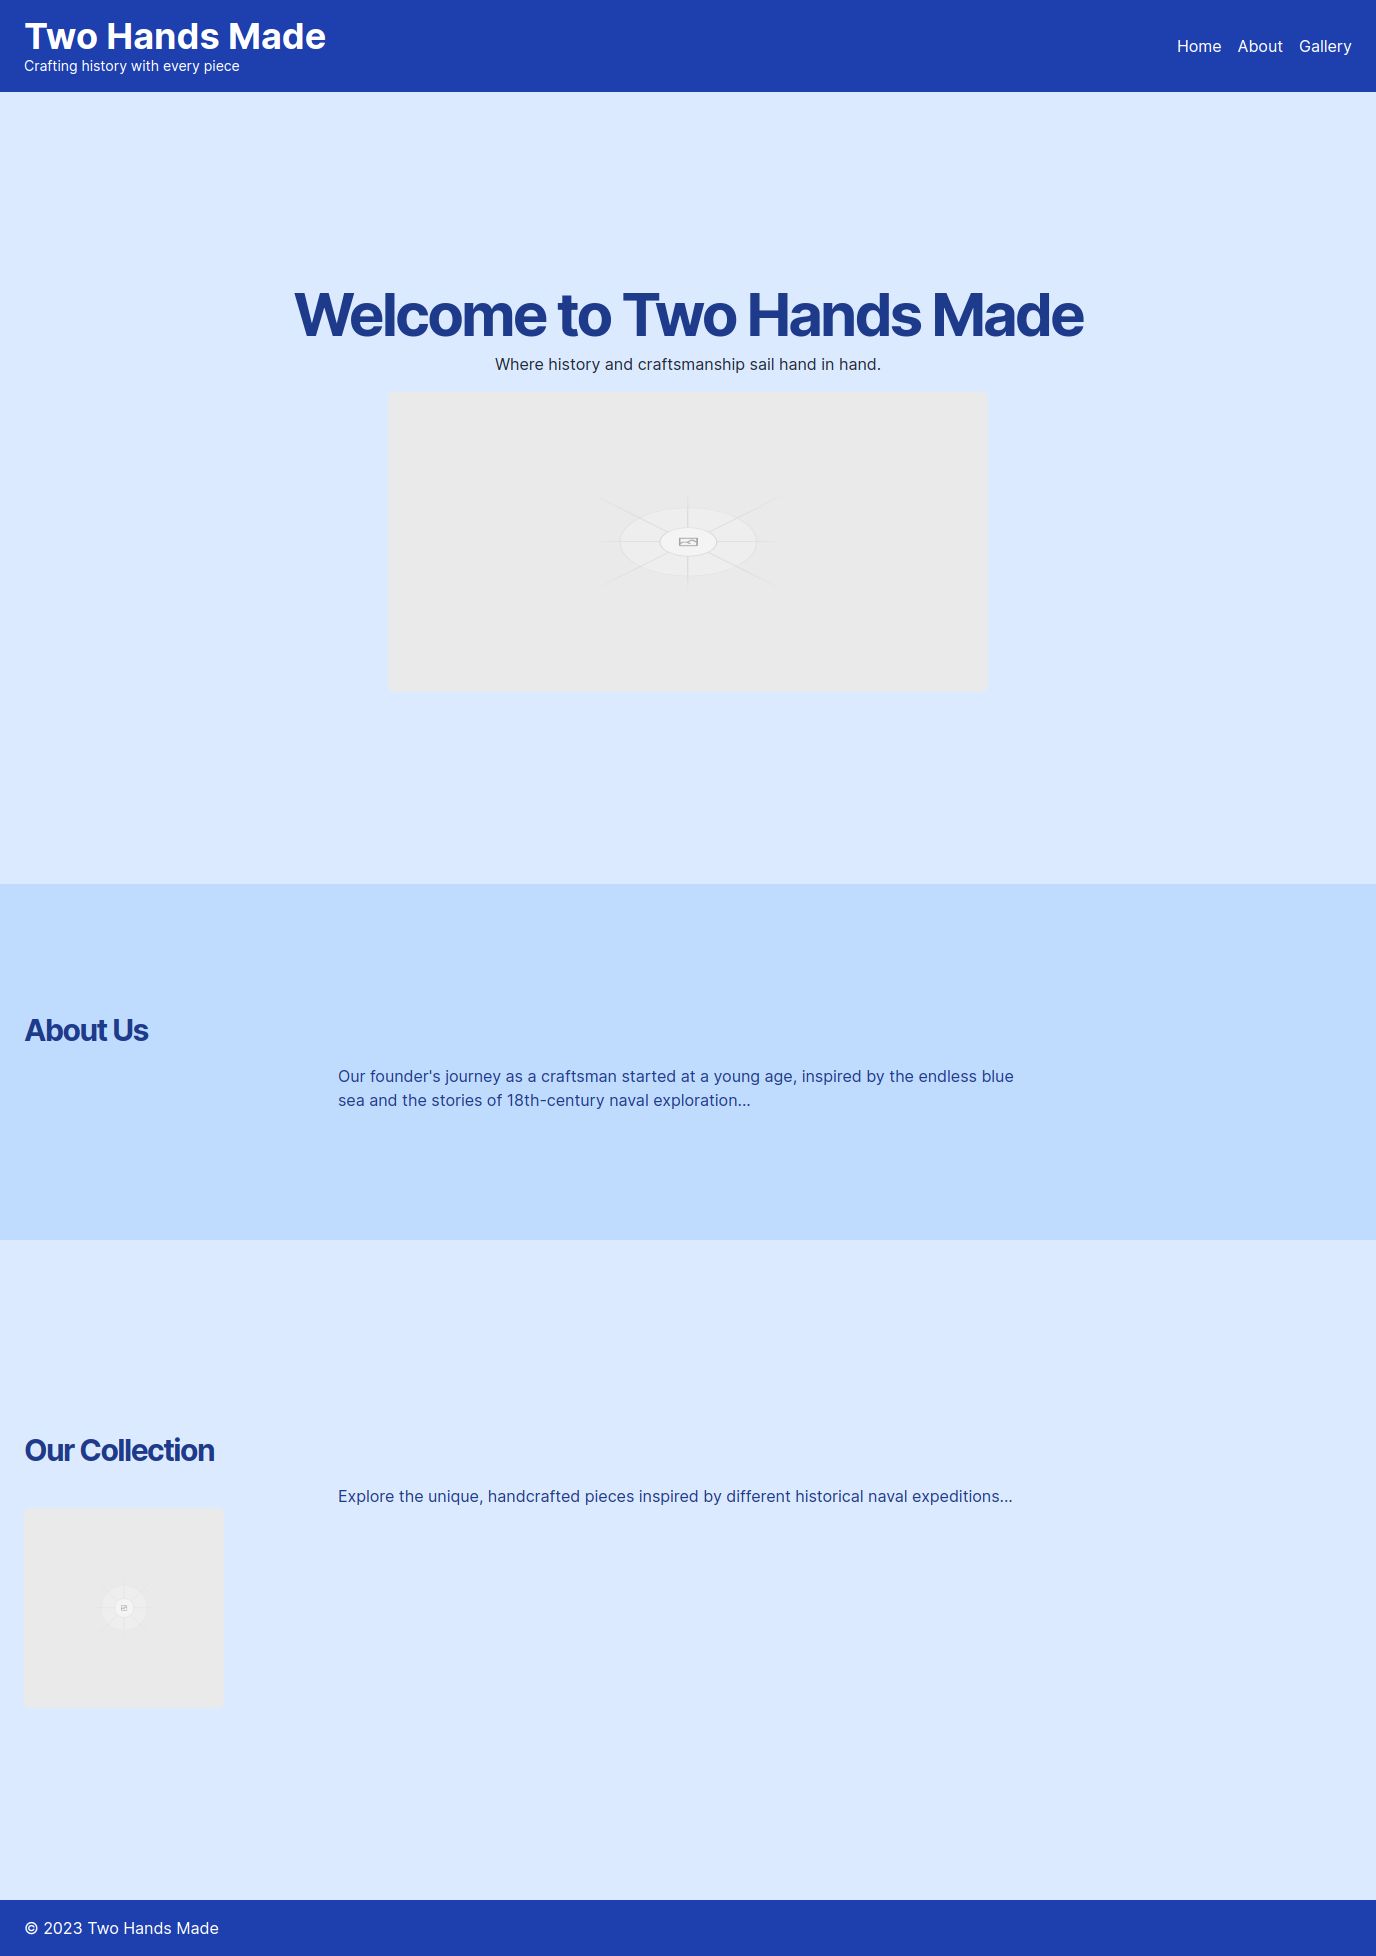 Two Hands Made
Crafting history with every piece
Home About Gallery
Welcome to Two Hands Made
Where history and craftsmanship sail hand in hand.
About Us
Our founder's journey as a craftsman started at a young age, inspired by the endless blue
sea and the stories of 18th-century naval exploration...
Our Collection
Explore the unique, handcrafted pieces inspired by different historical naval expeditions...
© 2023 Two Hands Made